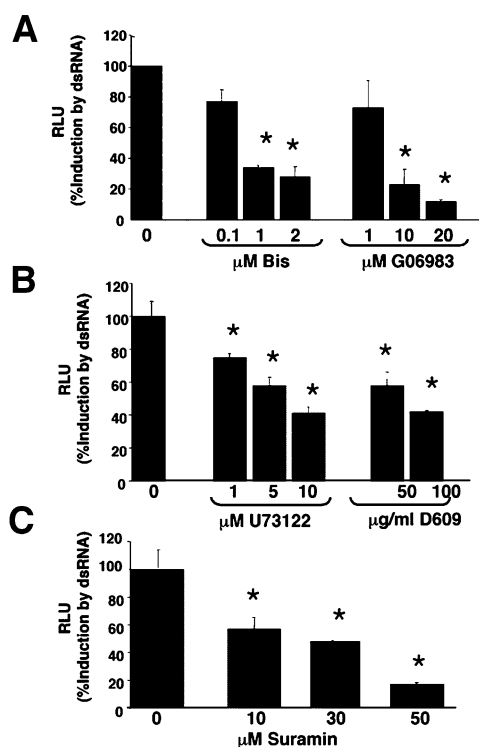 A
RLU
(%Induction by dsRNA)
120
100
80
60
40
20
0
* * * *
0 0.1 1 2 1 10 20
μM Bis μM G06983
B
RLU
(%Induction by dsRNA)
120
100
80
60
40
20
0
* * * * *
0 1 5 10 50 100
μM U73122 μg/ml D609
C
RLU
(%Induction by dsRNA)
120
100
80
60
40
20
0
* * *
0 10 30 50
μM Suramin